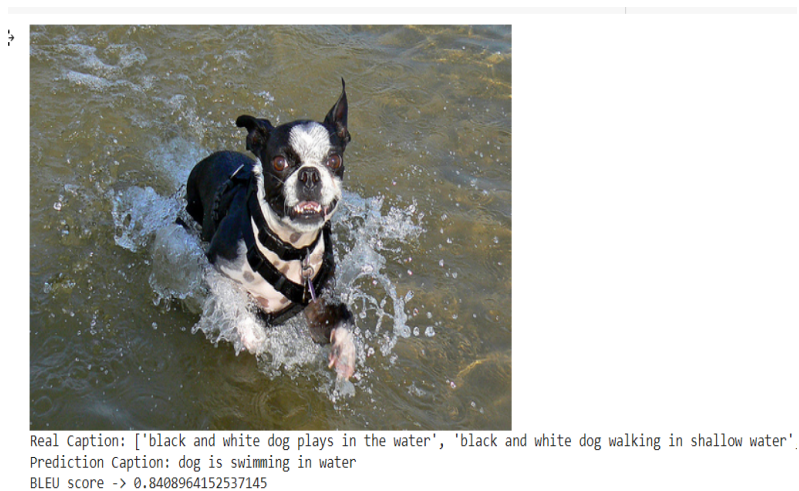 Real Caption: ['black and white dog plays in the water', 'black and white dog walking in shallow water',
Prediction Caption: dog is swimming in water
BLEU score -> 0.8408964152537145